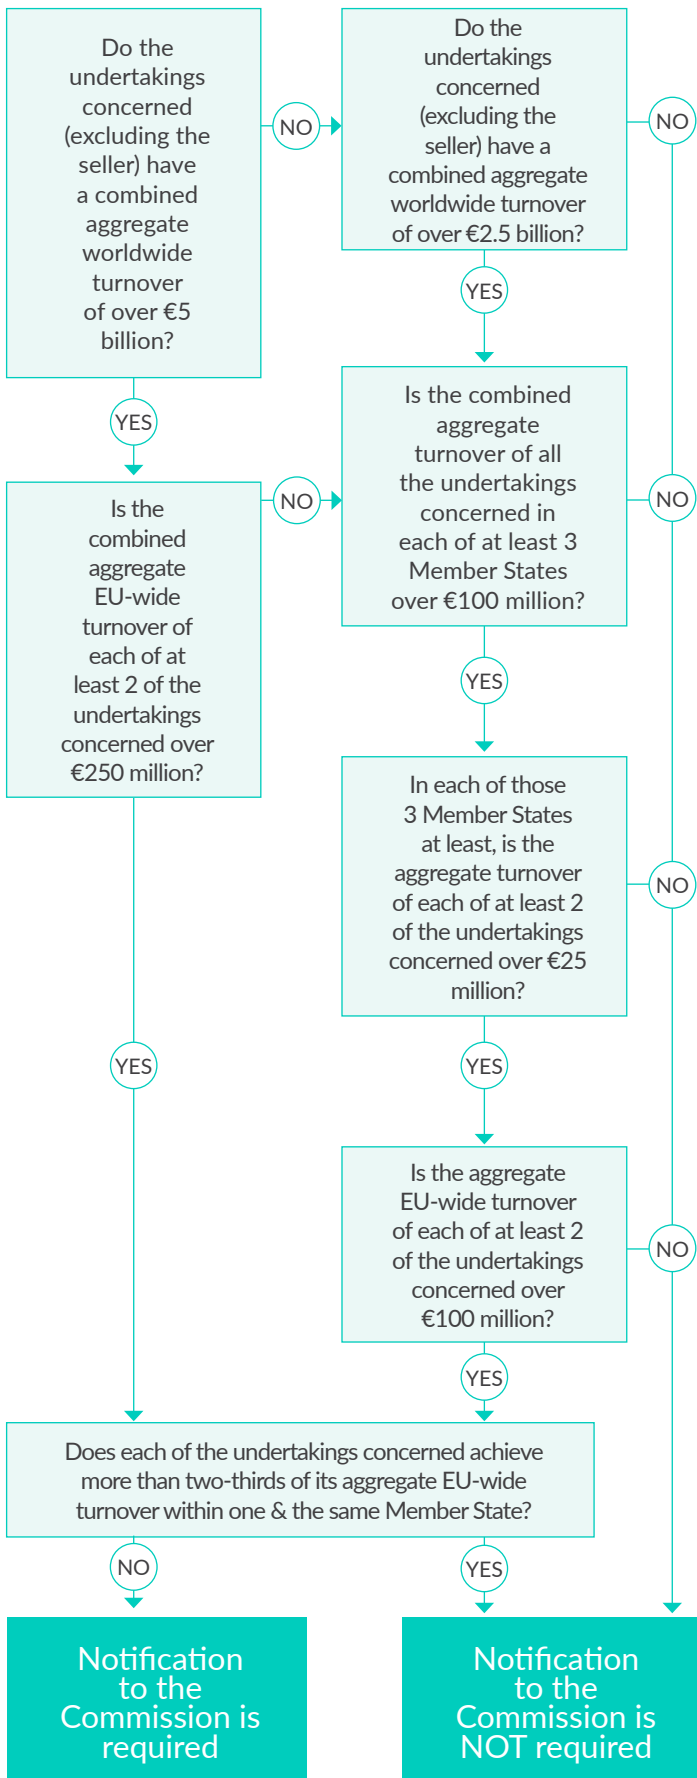 Do the
undertakings
concerned
(excluding the
seller) have
a combined
aggregate
worldwide
turnover
of over €5
billion?
NO
Do the
undertakings
concerned
(excluding the
seller) have a
combined aggregate
worldwide turnover
of over €2.5 billion?
NO
YES
YES
Is the
combined
aggregate
EU-wide
turnover of
each of at
least 2 of the
undertakings
concerned over
€250 million?
NO
Is the combined
aggregate
turnover of all
the undertakings
concerned in
each of at least 3
Member States
over €100 million?
NO
YES
In each of those
3 Member States
at least, is the
aggregate turnover
of each of at least 2
of the undertakings
concerned over €25
million?
NO
YES
YES
Is the aggregate
EU-wide turnover
of each of at least 2
of the undertakings
concerned over
€100 million?
NO
YES
Does each of the undertakings concerned achieve
more than two-thirds of its aggregate EU-wide
turnover within one & the same Member State?
NO
YES
Notification
to the
Commission is
required
Notification
to the
Commission is
NOT required